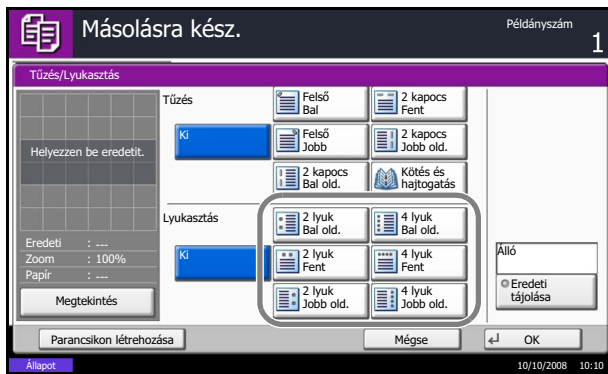 Másolásra kész.
Példányszám
1
Tűzés/Lyukasztás
Helyezzen be eredetit.
Eredeti : ---
Zoom : 100%
Papír : ---
Megtekintés
Tűzés
Ki
Felső
Bal
2 kapocs
Fent
Felső
Jobb
2 kapocs
Jobb old.
2 kapocs
Bal old.
Kötés és
hajtogatás
Lyukasztás
Ki
2 lyuk
Bal old.
4 lyuk
Bal old.
2 lyuk
Fent
4 lyuk
Fent
2 lyuk
Jobb old.
4 lyuk
Jobb old.
Álló
Eredeti
tájolása
Parancsikon létrehozása
Mégse
OK
Állapot
10/10/2008 10:10